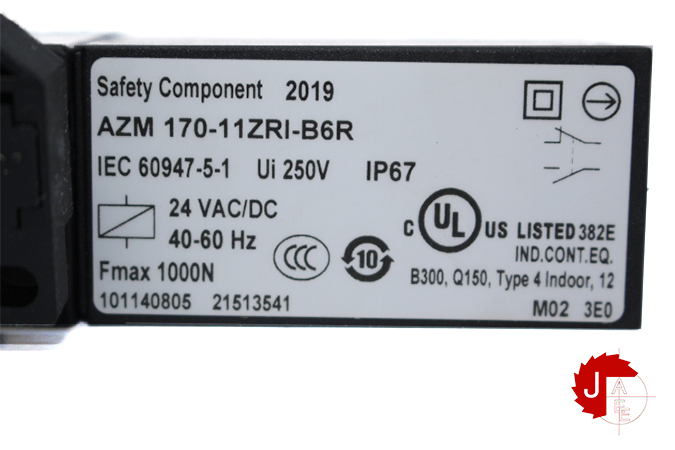 Safety Component 2019
AZM 170-11ZRI-B6R
IEC 60947-5-1 Ui 250V IP67
24 VAC/DC
40-60 Hz
Fmax 1000N
101140805 21513541
CCC
10
C UL US LISTED 382E
IND.CONT.EQ.
B300, Q150, Type 4 Indoor, 12
M02 3E0
J